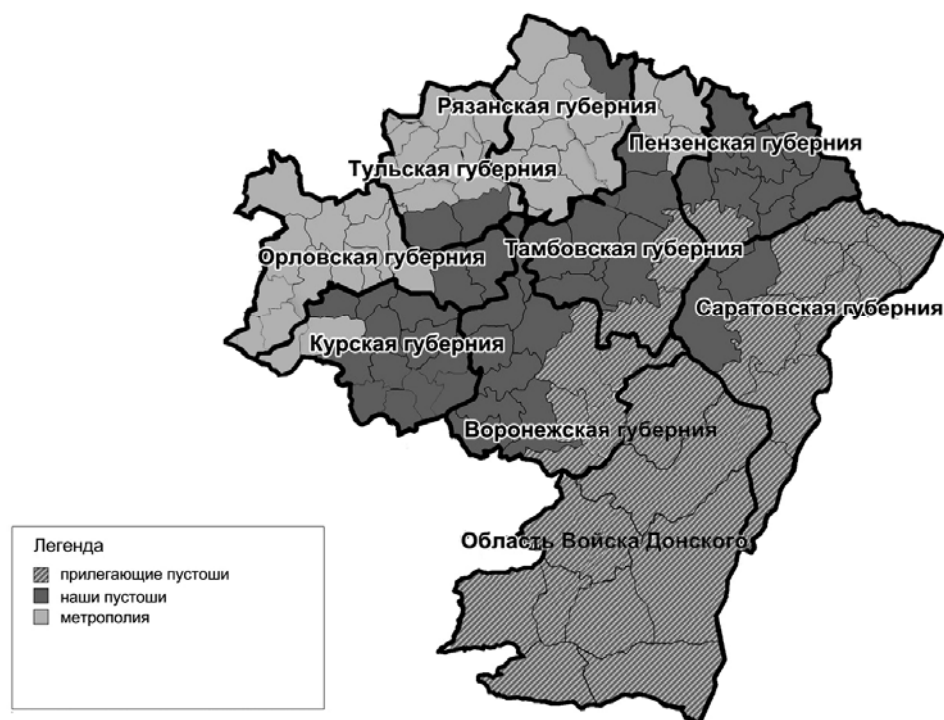 Рязанская губерния
Пензенская губерния
Тульская губерния
Орловская губерния
Тамбовская губерния
Саратовская губерния
Курская губерния
Воронежская губерния
Область Войска Донского
Легенда
прилегающие пустоши
наши пустоши
метрополия